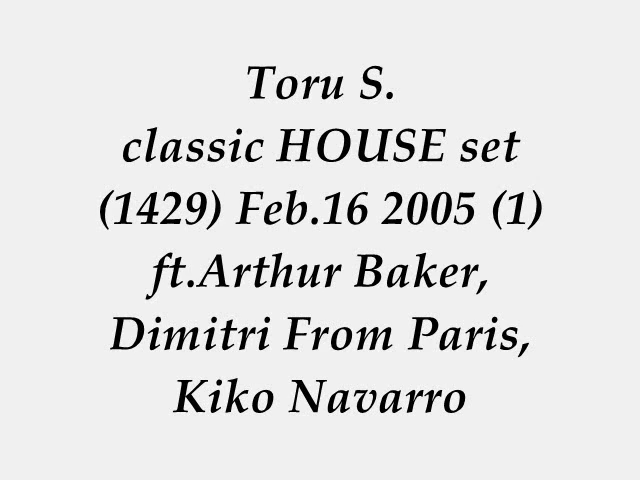 Toru S.
classic HOUSE set
(1429) Feb.16 2005 (1)
ft.Arthur Baker,
Dimitri From Paris,
Kiko Navarro